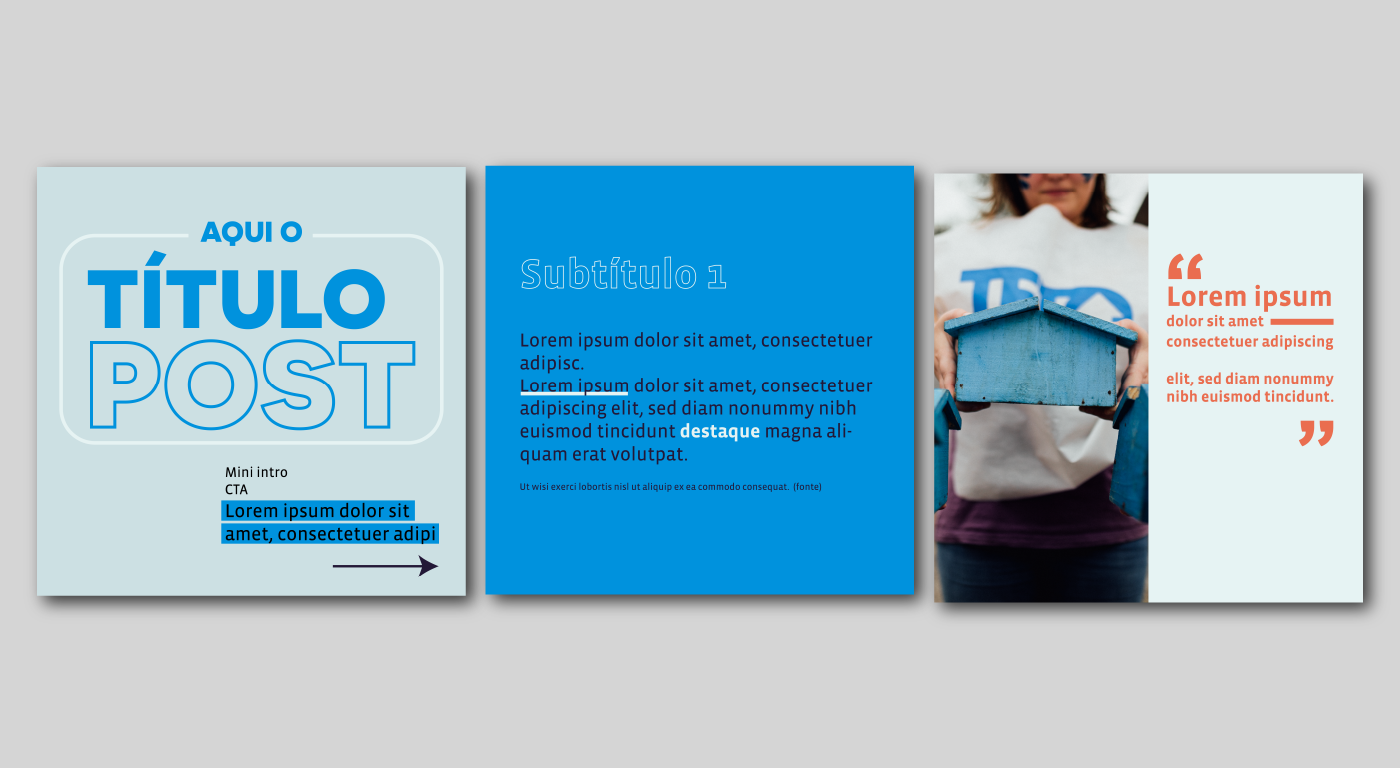 AQUI O
TÍTULO
POST
Mini intro
CTA
Lorem ipsum dolor sit
amet, consectetuer adipi
Subtítulo 1
Lorem ipsum dolor sit amet, consectetuer
adipisc.
Lorem ipsum dolor sit amet, consectetuer
adipiscing elit, sed diam nonummy nibh
euismod tincidunt destaque magna ali-
quam erat volutpat.
Ut wisi exerci lobortis nisl ut aliquip ex ea commodo consequat. (fonte)
“
Lorem ipsum
dolor sit amet
consectetuer adipiscing
elit, sed diam nonummy
nibh euismod tincidunt.
”